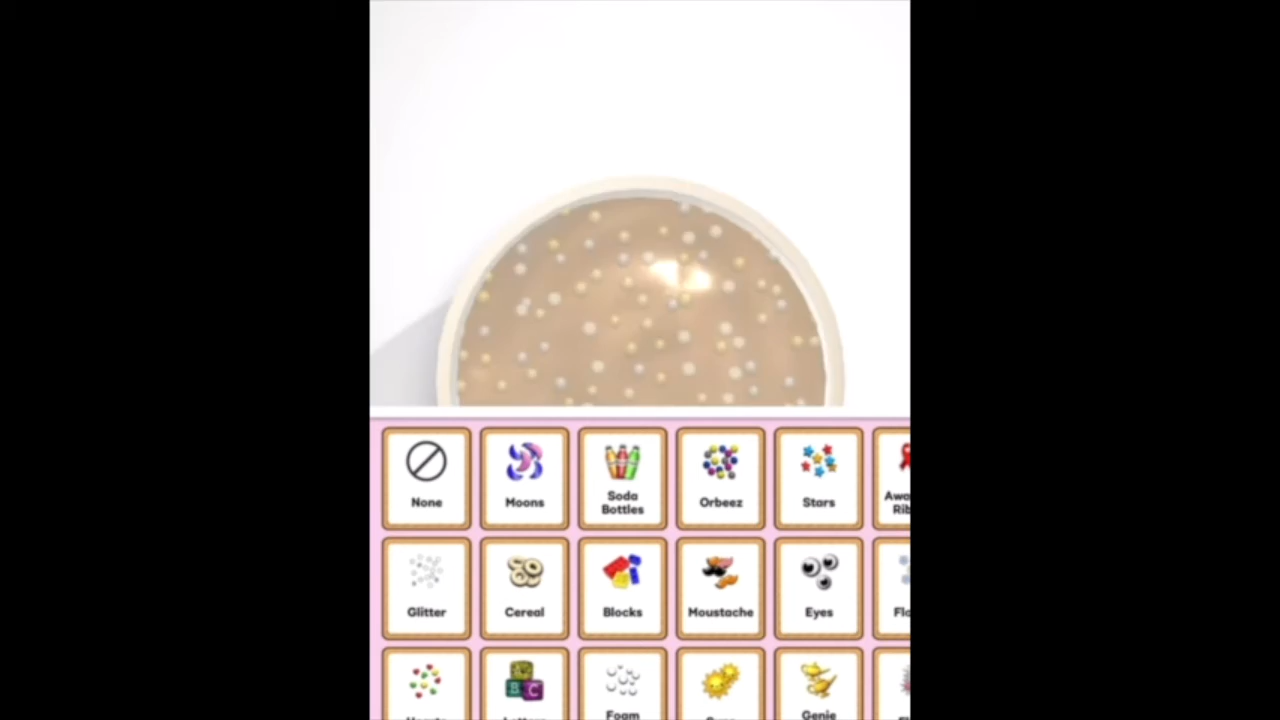 None
Moons
Soda
Bottles
Orbeez
Stars
Glitter
Cereal
Blocks
Moustache
Eyes
B C
Foam
Genie